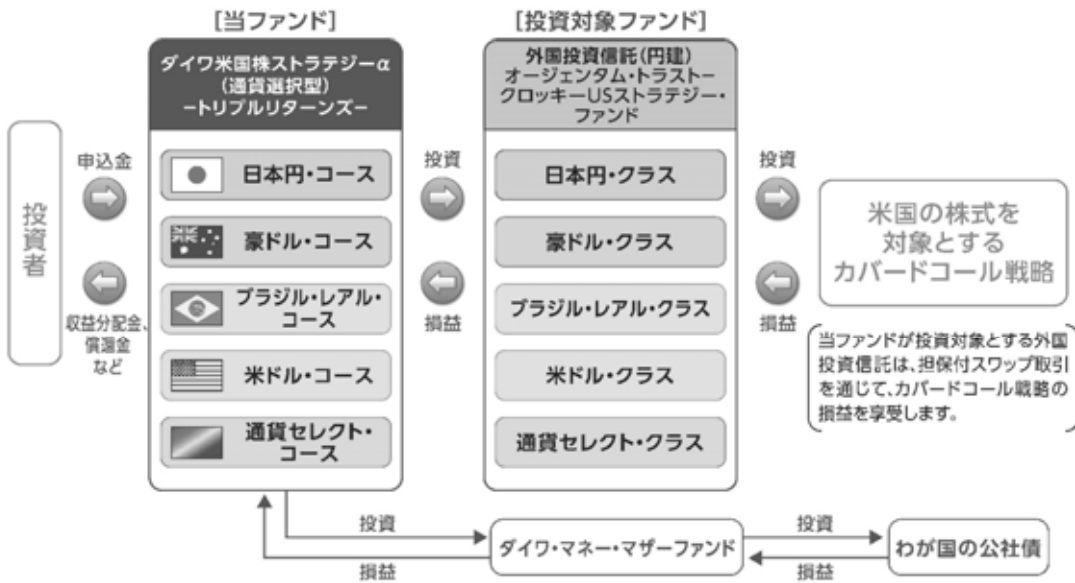 [当ファンド]
ダイワ米国株ストラテジーα
(通貨選択型)
－トリプルリターンズ－
[投資対象ファンド]
外国投資信託(円建)
オージェンタム・トラスト－
クロッキーUSストラテジー・
ファンド
投資者
申込金
収益分配金、
償還金
など
日本円・コース
豪ドル・コース
ブラジル・レアル・
コース
米ドル・コース
通貨セレクト・
コース
投資
損益
日本円・クラス
豪ドル・クラス
ブラジル・レアル・クラス
米ドル・クラス
通貨セレクト・クラス
投資
損益
米国の株式を
対象とする
カバードコール戦略
当ファンドが投資対象とする外国
投資信託は、担保付スワップ取引
を通じて、カバードコール戦略の
損益を享受します。
投資
損益
ダイワ・マネー・マザーファンド
投資
損益
わが国の公社債